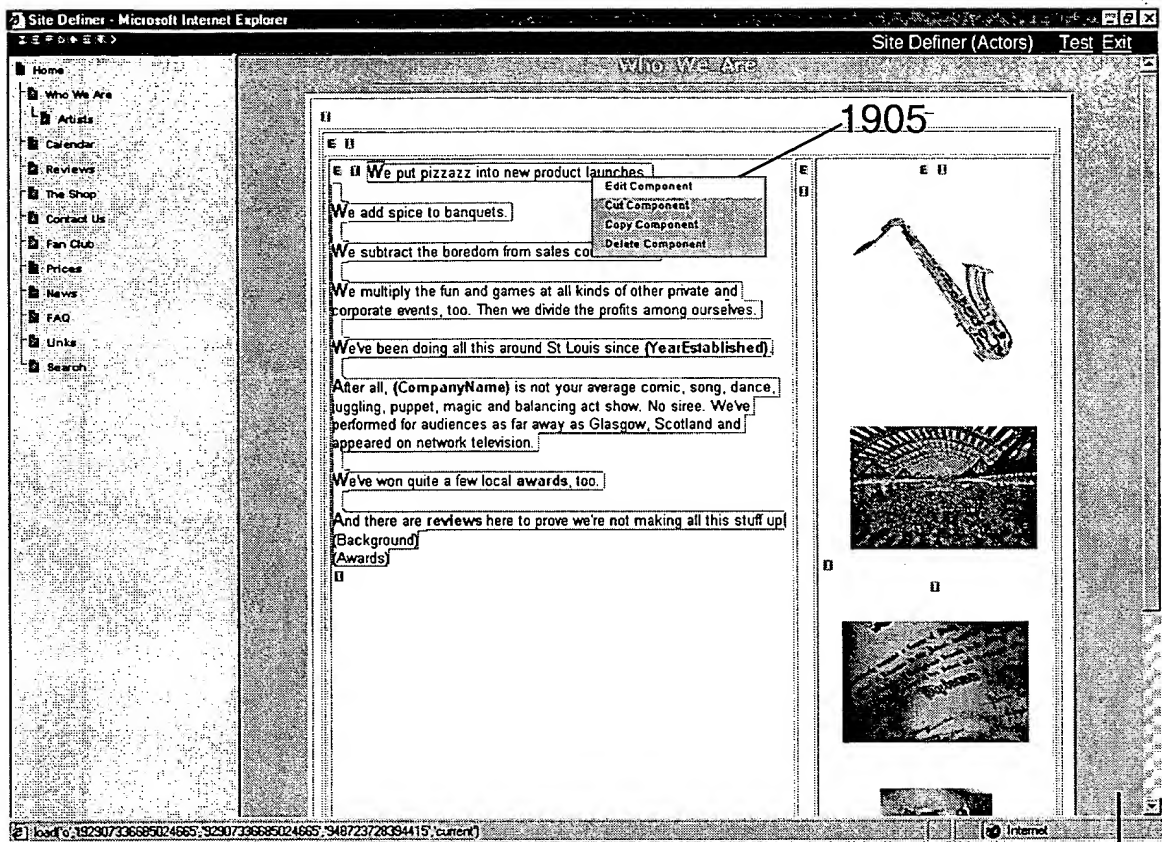 Site Definer - Microsoft Internet Explorer
Site Definer (Actors) Test Exit
Home
Who We Are
Artists
Calendar
Reviews
The Shop
Contact Us
Fan Club
Prices
News
FAQ
Links
Search
Who We Are
1905
E
E We put pizzazz into new product launches.
We add spice to banquets.
We subtract the boredom from sales co
We multiply the fun and games at all kinds of other private and
corporate events, too. Then we divide the profits among ourselves.
We've been doing all this around St Louis since {YearEstablished}.
After all, {CompanyName} is not your average comic, song, dance,
juggling, puppet, magic and balancing act show. No siree. We've
performed for audiences as far away as Glasgow, Scotland and
appeared on network television.
We've won quite a few local awards, too.
And there are reviews here to prove we're not making all this stuff up!
{Background}
{Awards}
Edit Component
Cut Component
Copy Component
Delete Component
E
E
load('o','1929073366850246​65','929073366850246​65','948723728394415','current')
Internet